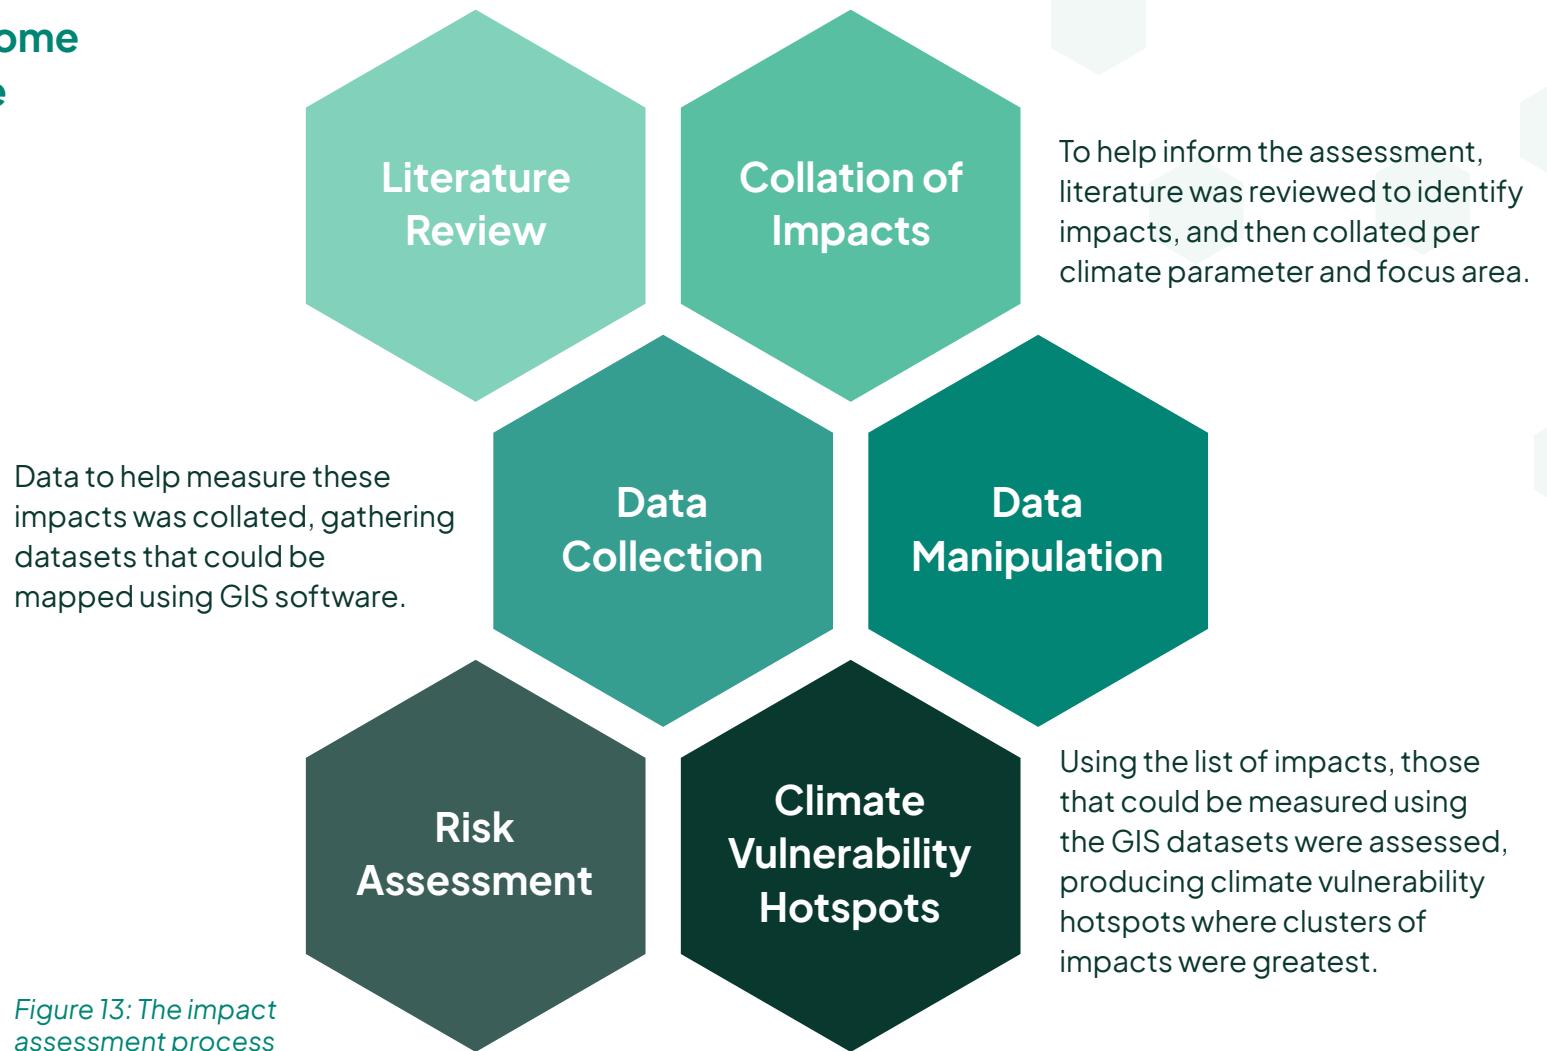 ome
e
Literature
Review
Collation of
Impacts
To help inform the assessment,
literature was reviewed to identify
impacts, and then collated per
climate parameter and focus area.
Data to help measure these
impacts was collated, gathering
datasets that could be
mapped using GIS software.
Data
Collection
Data
Manipulation
Risk
Assessment
Climate
Vulnerability
Hotspots
Using the list of impacts, those
that could be measured using
the GIS datasets were assessed,
producing climate vulnerability
hotspots where clusters of
impacts were greatest.
Figure 13: The impact
assessment process